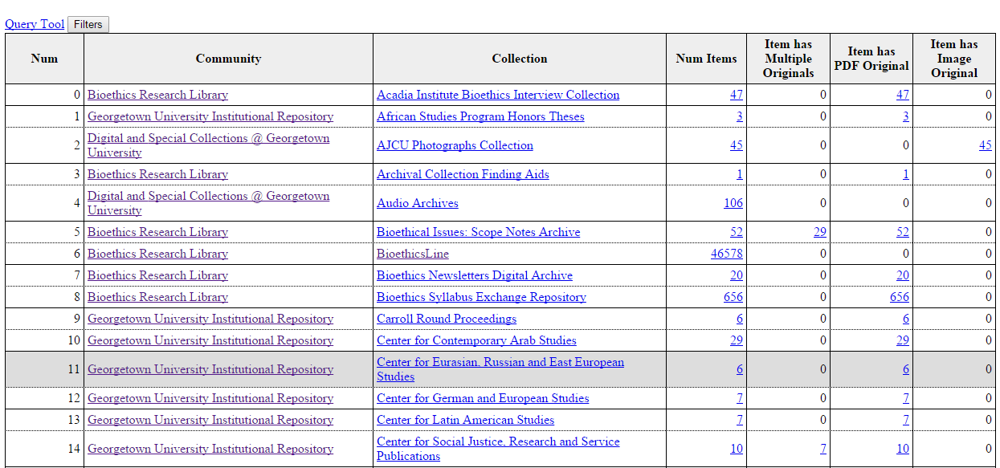 Query Tool Filters
Num Community Collection Num Items Item has Multiple Originals Item has PDF Original Item has Image Original
0 Bioethics Research Library Acadia Institute Bioethics Interview Collection 47 0 47 0
1 Georgetown University Institutional Repository African Studies Program Honors Theses 3 0 3 0
2 Digital and Special Collections @ Georgetown University AJCU Photographs Collection 45 0 0 45
3 Bioethics Research Library Archival Collection Finding Aids 1 0 1 0
4 Digital and Special Collections @ Georgetown University Audio Archives 106 0 0 0
5 Bioethics Research Library Bioethical Issues: Scope Notes Archive 52 29 52 0
6 Bioethics Research Library BioethicsLine 46578 0 0 0
7 Bioethics Research Library Bioethics Newsletters Digital Archive 20 0 20 0
8 Bioethics Research Library Bioethics Syllabus Exchange Repository 656 0 656 0
9 Georgetown University Institutional Repository Carroll Round Proceedings 6 0 6 0
10 Georgetown University Institutional Repository Center for Contemporary Arab Studies 29 0 29 0
11 Georgetown University Institutional Repository Center for Eurasian, Russian and East European Studies 6 0 6 0
12 Georgetown University Institutional Repository Center for German and European Studies 7 0 7 0
13 Georgetown University Institutional Repository Center for Latin American Studies 7 0 7 0
14 Georgetown University Institutional Repository Center for Social Justice, Research and Service Publications 10 7 10 0